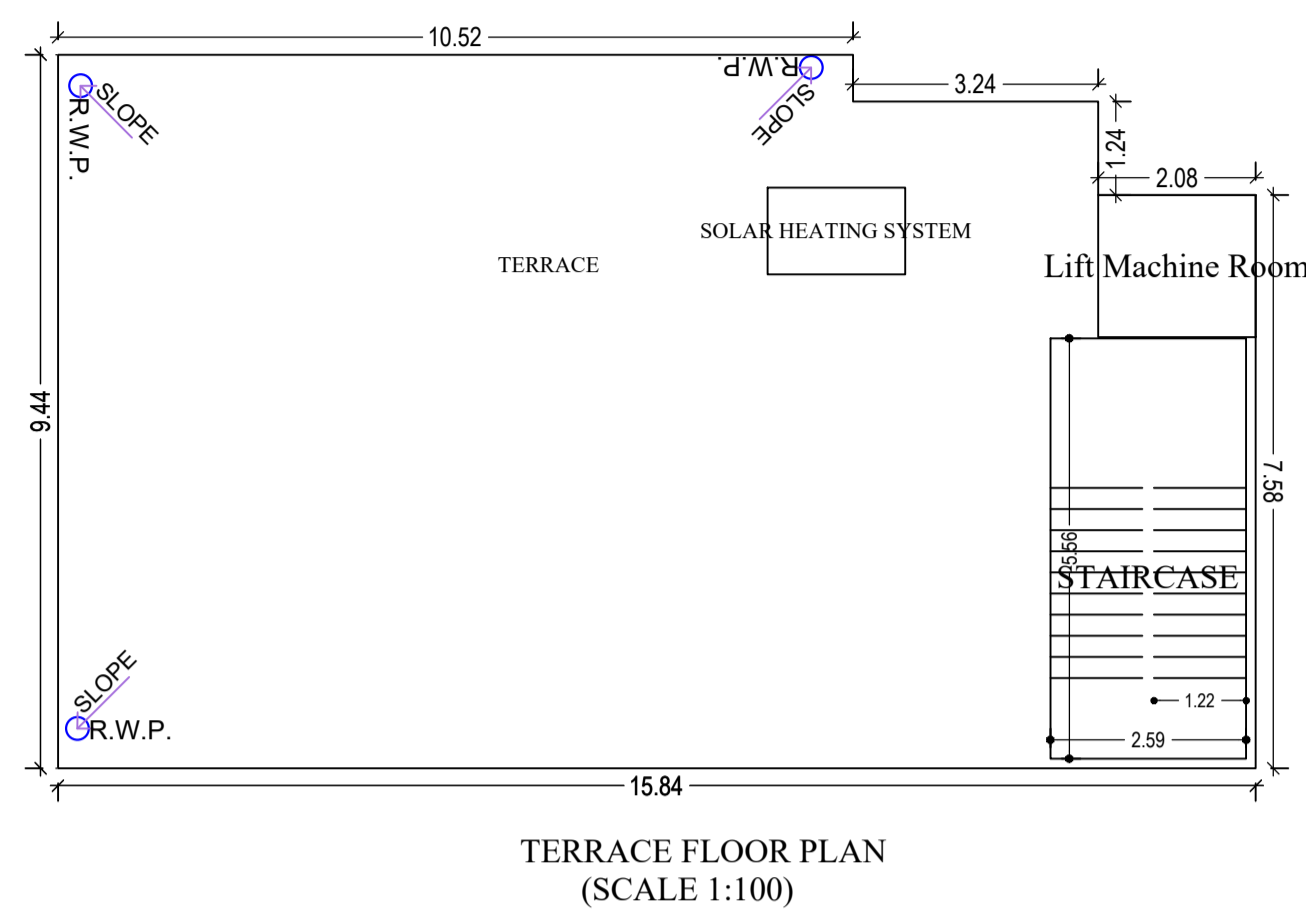 10.52
R.W.P.
SLOPE
3.24
SLOPE
R.W.P.
1.24
2.08
SOLAR HEATING SYSTEM
TERRACE
Lift Machine Room
9.44
7.58
5.56
STAIRCASE
SLOPE
R.W.P.
1.22
2.59
15.84
TERRACE FLOOR PLAN
(SCALE 1:100)